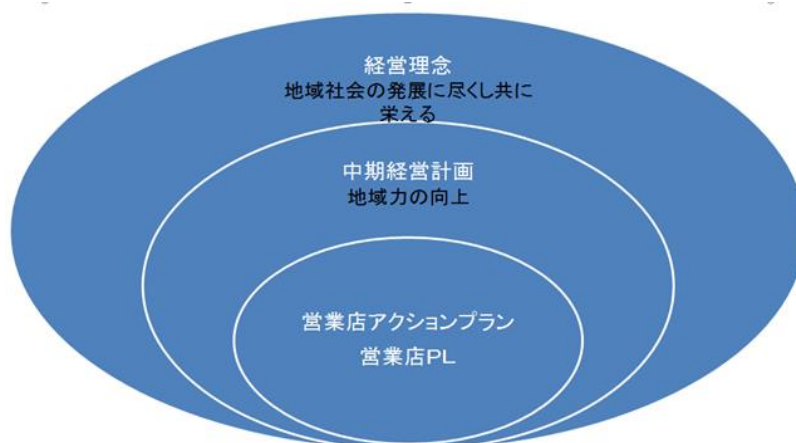 経営理念
地域社会の発展に尽くし共に
栄える
中期経営計画
地域力の向上
営業店アクションプラン
営業店PL